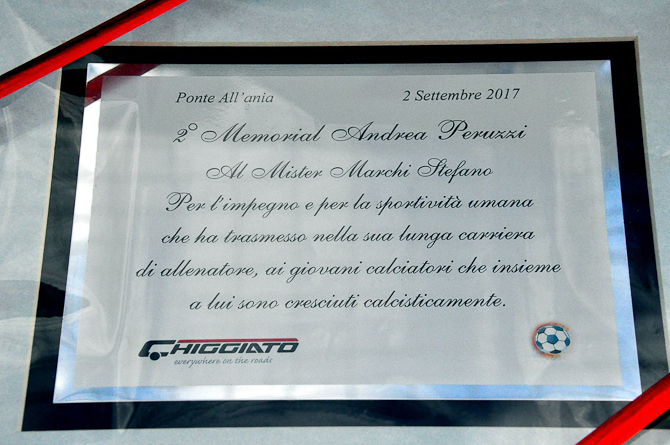 Ponte All'ania 2 Settembre 2017
2° Memorial Andrea Peruzzi
Al Mister Marchi Stefano
Per l'impegno e per la sportività umana
che ha trasmesso nella sua lunga carriera
di allenatore, ai giovani calciatori che insieme
a lui sono cresciuti calcisticamente.
CHIGGIATO
everywhere on the roads